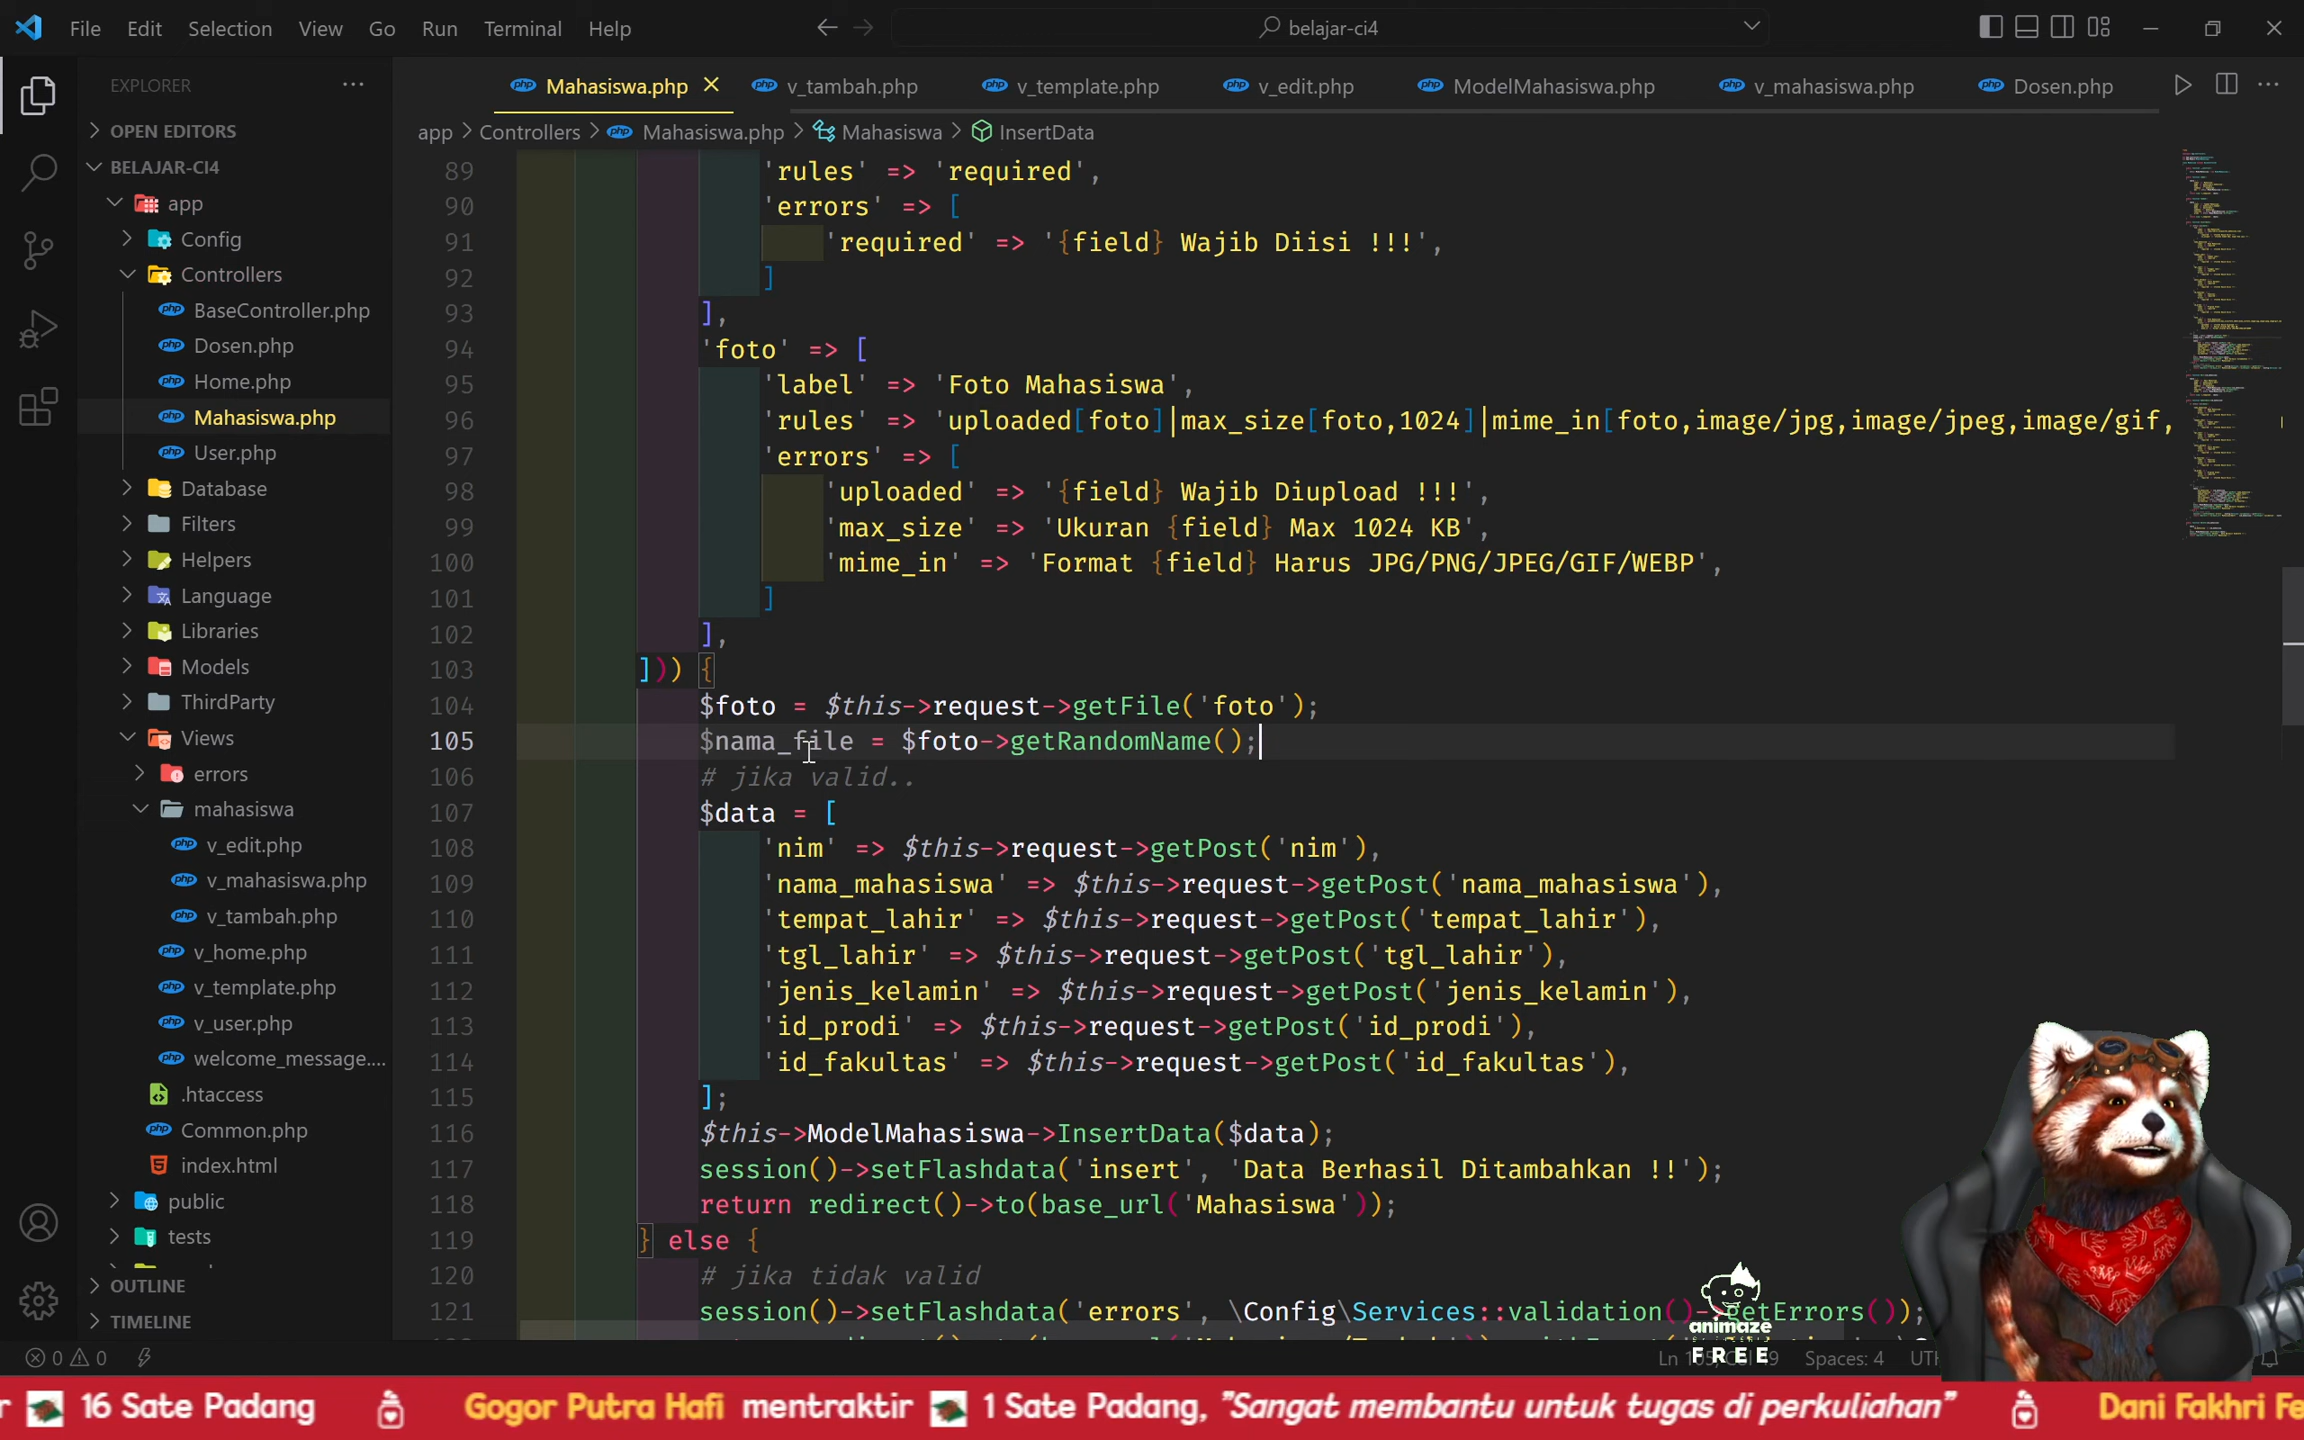 File Edit Selection View Go Run Terminal Help
belajar-ci4
EXPLORER
Mahasiswa.php
v_tambah.php
v_template.php
v_edit.php
ModelMahasiswa.php
v_mahasiswa.php
Dosen.php
OPEN EDITORS
app > Controllers > Mahasiswa.php > Mahasiswa > InsertData
BELAJAR-CI4
app
Config
Controllers
BaseController.php
Dosen.php
Home.php
Mahasiswa.php
User.php
Database
Filters
Helpers
Language
Libraries
Models
ThirdParty
Views
errors
mahasiswa
v_edit.php
v_mahasiswa.php
v_tambah.php
v_home.php
v_template.php
v_user.php
welcome_message....
.htaccess
Common.php
index.html
public
tests
OUTLINE
TIMELINE
89 'rules' => 'required',
90 'errors' => [
91 'required' => '{field} Wajib Diisi !!!',
92 ]
93 ],
94 'foto' => [
95 'label' => 'Foto Mahasiswa',
96 'rules' => 'uploaded[foto]|max_size[foto,1024]|mime_in[foto,image/jpg,image/jpeg,image/gif,
97 'errors' => [
98 'uploaded' => '{field} Wajib Diupload !!!',
99 'max_size' => 'Ukuran {field} Max 1024 KB',
100 'mime_in' => 'Format {field} Harus JPG/PNG/JPEG/GIF/WEBP',
101 ]
102 ],
103 ])) {
104 $foto = $this->request->getFile('foto');
105 $nama_file = $foto->getRandomName();
106 # jika valid..
107 $data = [
108 'nim' => $this->request->getPost('nim'),
109 'nama_mahasiswa' => $this->request->getPost('nama_mahasiswa'),
110 'tempat_lahir' => $this->request->getPost('tempat_lahir'),
111 'tgl_lahir' => $this->request->getPost('tgl_lahir'),
112 'jenis_kelamin' => $this->request->getPost('jenis_kelamin'),
113 'id_prodi' => $this->request->getPost('id_prodi'),
114 'id_fakultas' => $this->request->getPost('id_fakultas'),
115 ];
116 $this->ModelMahasiswa->InsertData($data);
117 session()->setFlashdata('insert', 'Data Berhasil Ditambahkan !!');
118 return redirect()->to(base_url('Mahasiswa'));
119 } else {
120 # jika tidak valid
121 session()->setFlashdata('errors', \Config\Services::validation()->getErrors());
animaze
FREE
0 0
Spaces: 4
16 Sate Padang
Gogor Putra Hafi mentraktir 1 Sate Padang, "Sangat membantu untuk tugas di perkuliahan"
Dani Fakhri Fe